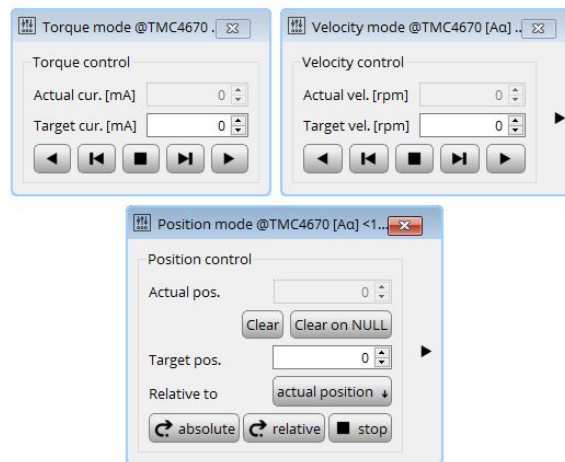 Torque mode @TMC4670 .
Torque control
Actual cur. [mA] 0
Target cur. [mA] 0
Velocity mode @TMC4670 [Aα] ..
Velocity control
Actual vel. [rpm] 0
Target vel. [rpm] 0
Position mode @TMC4670 [Aα] <1...
Position control
Actual pos. 0
Clear Clear on NULL
Target pos. 0
Relative to actual position
absolute relative stop